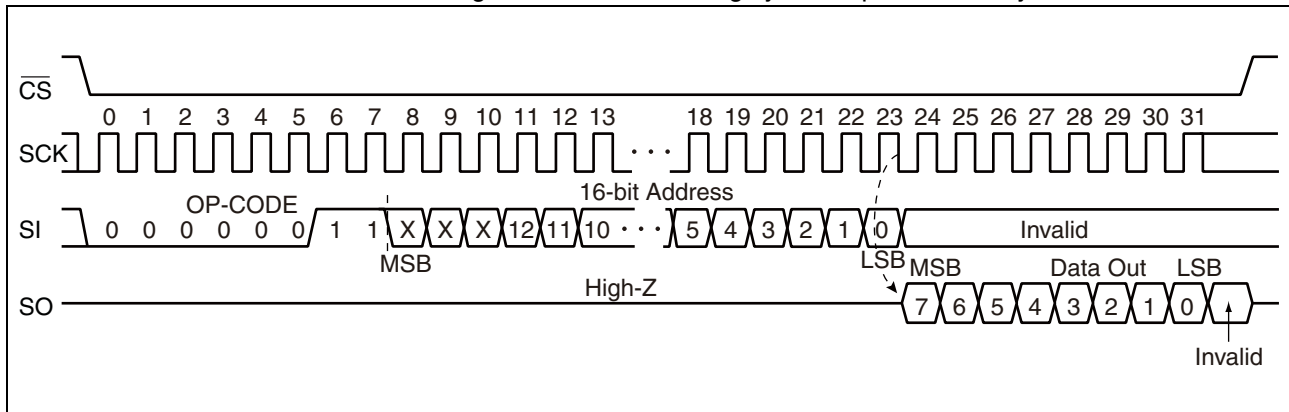 CS
0 1 2 3 4 5 6 7 8 9 10 11 12 13 18 19 20 21 22 23 24 25 26 27 28 29 30 31
SCK · · ·
OP-CODE 16-bit Address
SI 0 0 0 0 0 0 1 1 X X X 12 11 10 · · · 5 4 3 2 1 0 Invalid
MSB LSB MSB Data Out LSB
High-Z
SO 7 6 5 4 3 2 1 0
Invalid